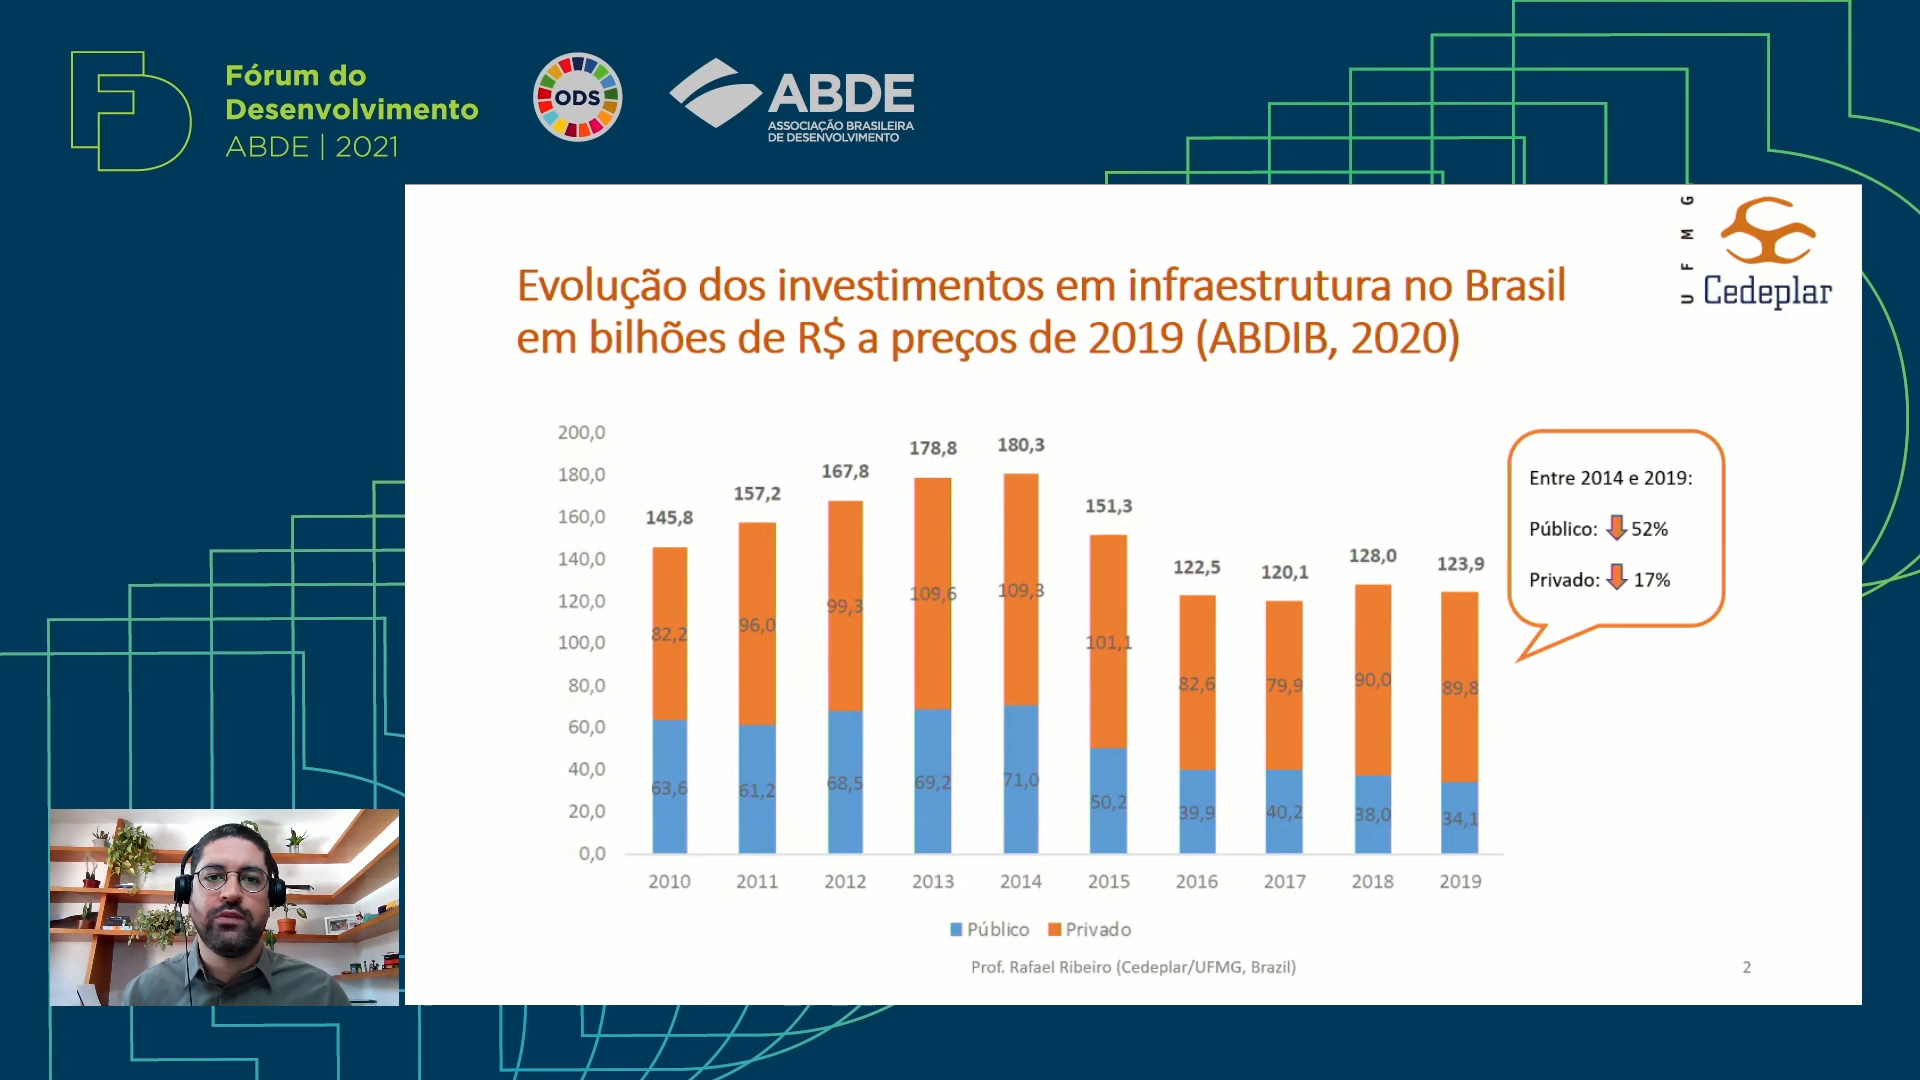 Fórum do
Desenvolvimento
ABDE | 2021
ODS
ABDE
ASSOCIAÇÃO BRASILEIRA
DE DESENVOLVIMENTO
UFMG
Cedeplar
Evolução dos investimentos em infraestrutura no Brasil
em bilhões de R$ a preços de 2019 (ABDIB, 2020)
200,0
180,0
160,0
140,0
120,0
100,0
80,0
60,0
40,0
20,0
0,0
145,8
157,2
167,8
178,8
180,3
151,3
122,5
120,1
128,0
123,9
82,2
96,0
99,3
109,6
109,3
101,1
82,6
79,9
90,0
89,8
63,6
61,2
68,5
69,2
71,0
50,2
39,9
40,2
38,0
34,1
2010 2011 2012 2013 2014 2015 2016 2017 2018 2019
Público Privado
Entre 2014 e 2019:
Público: 52%
Privado: 17%
Prof. Rafael Ribeiro (Cedeplar/UFMG, Brazil)
2